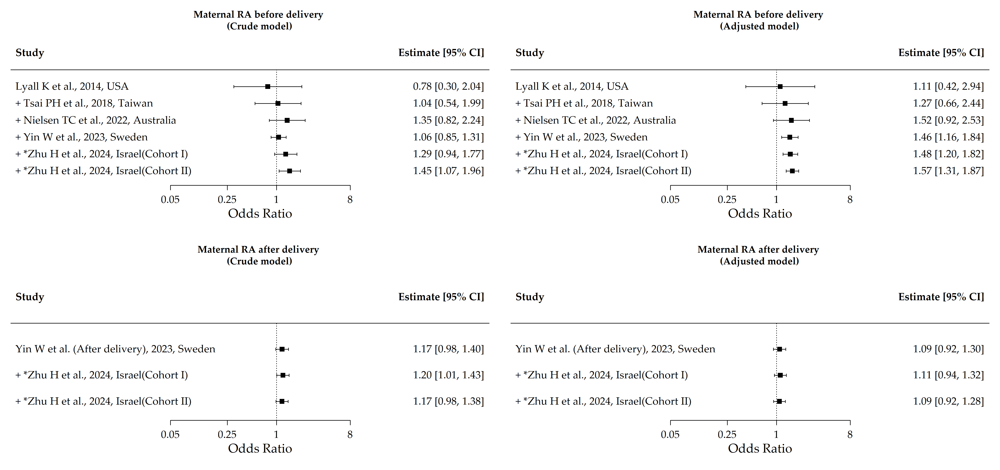 Maternal RA before delivery
(Crude model)
Study Estimate [95% CI]
Lyall K et al., 2014, USA 0.78 [0.30, 2.04]
+ Tsai PH et al., 2018, Taiwan 1.04 [0.54, 1.99]
+ Nielsen TC et al., 2022, Australia 1.35 [0.82, 2.24]
+ Yin W et al., 2023, Sweden 1.06 [0.85, 1.31]
+ *Zhu H et al., 2024, Israel(Cohort I) 1.29 [0.94, 1.77]
+ *Zhu H et al., 2024, Israel(Cohort II) 1.45 [1.07, 1.96]
0.05 0.25 1 8
Odds Ratio
Maternal RA before delivery
(Adjusted model)
Study Estimate [95% CI]
Lyall K et al., 2014, USA 1.11 [0.42, 2.94]
+ Tsai PH et al., 2018, Taiwan 1.27 [0.66, 2.44]
+ Nielsen TC et al., 2022, Australia 1.52 [0.92, 2.53]
+ Yin W et al., 2023, Sweden 1.46 [1.16, 1.84]
+ *Zhu H et al., 2024, Israel(Cohort I) 1.48 [1.20, 1.82]
+ *Zhu H et al., 2024, Israel(Cohort II) 1.57 [1.31, 1.87]
0.05 0.25 1 8
Odds Ratio
Maternal RA after delivery
(Crude model)
Study Estimate [95% CI]
Yin W et al. (After delivery), 2023, Sweden 1.17 [0.98, 1.40]
+ *Zhu H et al., 2024, Israel(Cohort I) 1.20 [1.01, 1.43]
+ *Zhu H et al., 2024, Israel(Cohort II) 1.17 [0.98, 1.38]
0.05 0.25 1 8
Odds Ratio
Maternal RA after delivery
(Adjusted model)
Study Estimate [95% CI]
Yin W et al. (After delivery), 2023, Sweden 1.09 [0.92, 1.30]
+ *Zhu H et al., 2024, Israel(Cohort I) 1.11 [0.94, 1.32]
+ *Zhu H et al., 2024, Israel(Cohort II) 1.09 [0.92, 1.28]
0.05 0.25 1 8
Odds Ratio